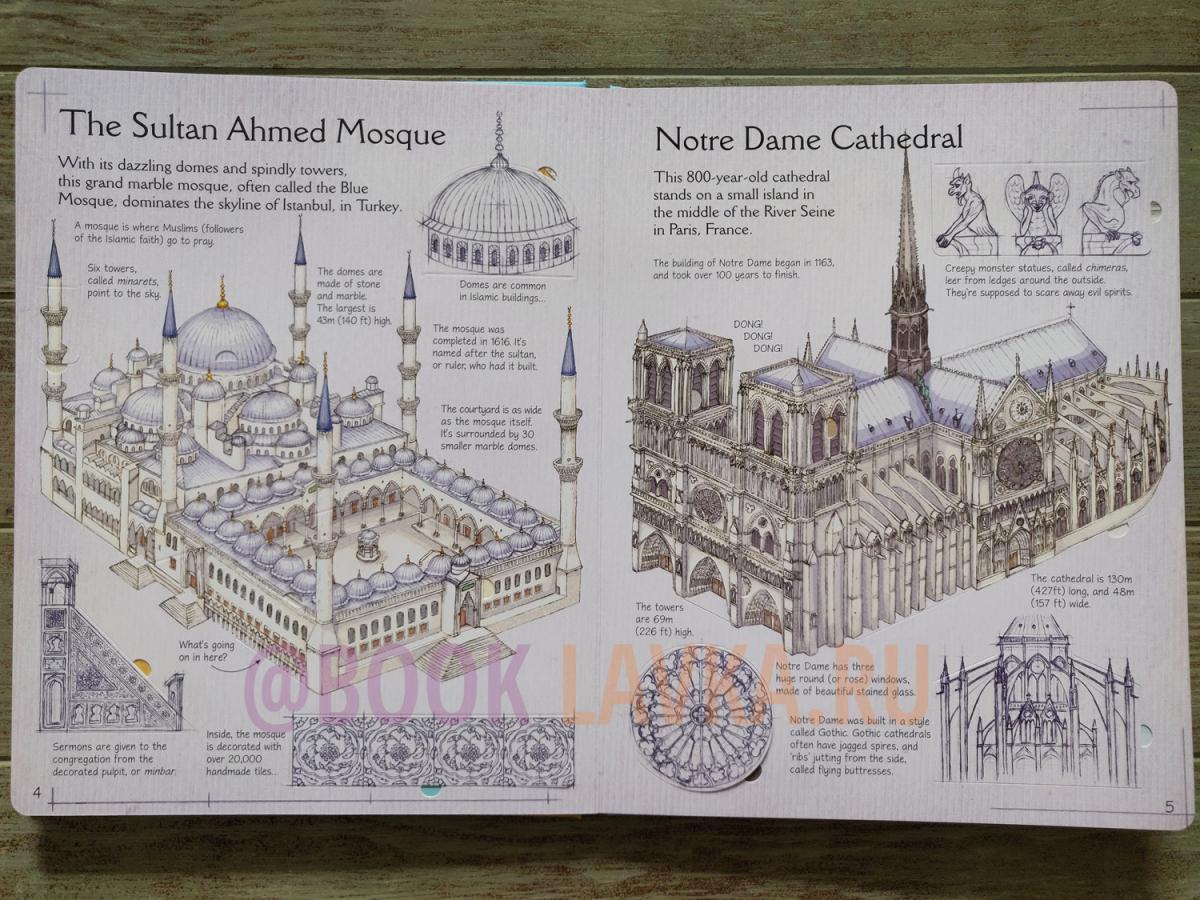 The Sultan Ahmed Mosque
With its dazzling domes and spindly towers,
this grand marble mosque, often called the Blue
Mosque, dominates the skyline of Istanbul, in Turkey.
A mosque is where Muslims (followers
of the Islamic faith) go to pray.
Six towers,
called minarets,
point to the sky.
The domes are
made of stone
and marble.
The largest is
43m (140 ft) high.
Domes are common
in Islamic buildings...
The mosque was
completed in 1616. It's
named after the sultan,
or ruler, who had it built.
The courtyard is as wide
as the mosque itself.
It's surrounded by 30
smaller marble domes.
What's going
on in here?
Sermons are given to the
congregation from the
decorated pulpit, or minbar.
Inside, the mosque
is decorated with
over 20,000
handmade tiles...
4
Notre Dame Cathedral
This 800-year-old cathedral
stands on a small island in
the middle of the River Seine
in Paris, France.
The building of Notre Dame began in 1163,
and took over 100 years to finish.
Creepy monster statues, called chimeras,
leer from ledges around the outside.
They're supposed to scare away evil spirits.
DONG!
DONG!
DONG!
The towers
are 69m
(226 ft) high.
The cathedral is 130m
(427ft) long, and 48m
(157 ft) wide.
Notre Dame has three
huge round (or rose) windows,
made of beautiful stained glass.
Notre Dame was built in a style
called Gothic. Gothic cathedrals
often have jagged spires, and
'ribs' jutting from the side,
called flying buttresses.
5
@BOOK LAVKA.RU